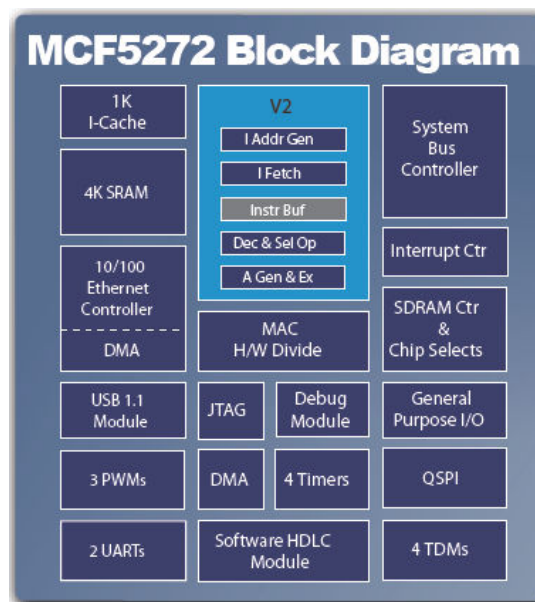 MCF5272 Block Diagram
1K
I-Cache
4K SRAM
10/100
Ethernet
Controller
DMA
USB 1.1
Module
3 PWMs
2 UARTs
V2
I Addr Gen
I Fetch
Instr Buf
Dec & Sel Op
A Gen & Ex
MAC
H/W Divide
JTAG
Debug
Module
DMA
4 Timers
Software HDLC
Module
System
Bus
Controller
Interrupt Ctr
SDRAM Ctr
&
Chip Selects
General
Purpose I/O
QSPI
4 TDMs